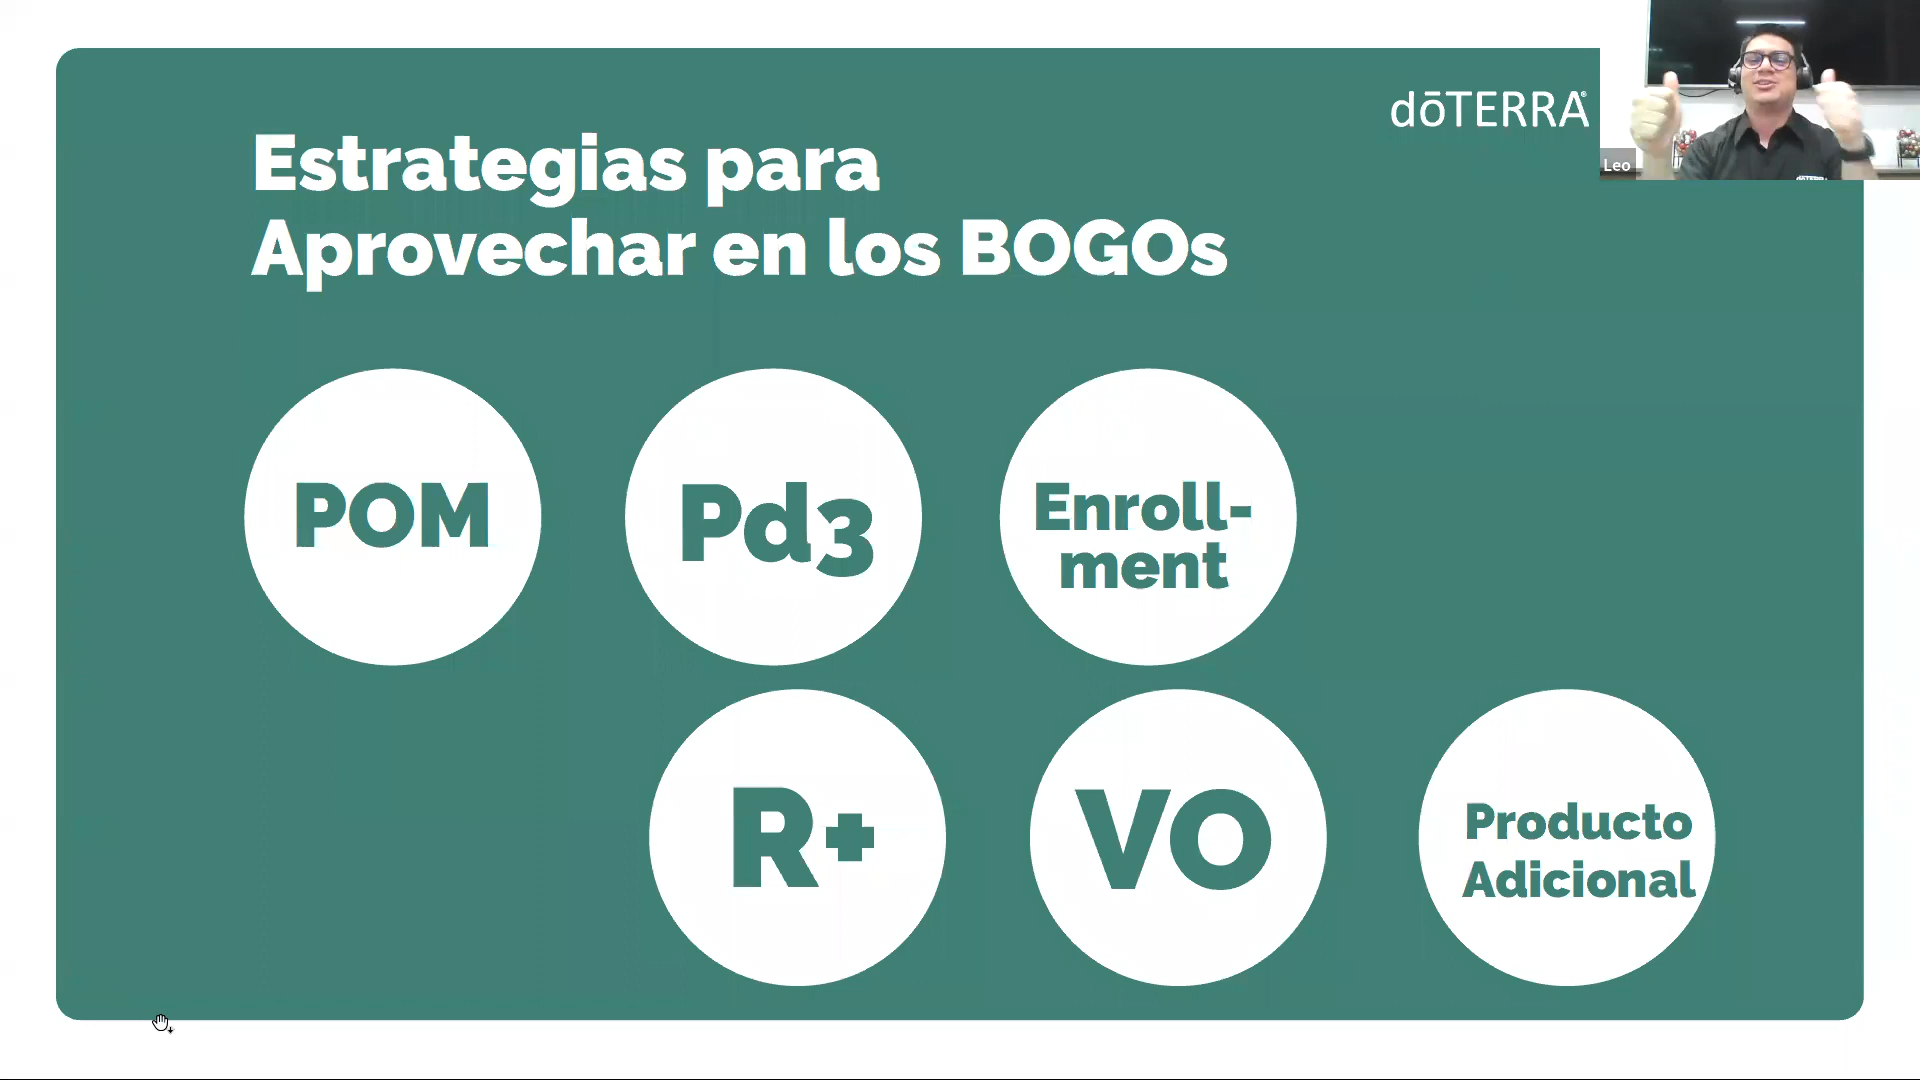 dōTERRA®
Leo
Estrategias para
Aprovechar en los BOGOs
POM
Pd3
Enroll-
ment
R+
VO
Producto
Adicional